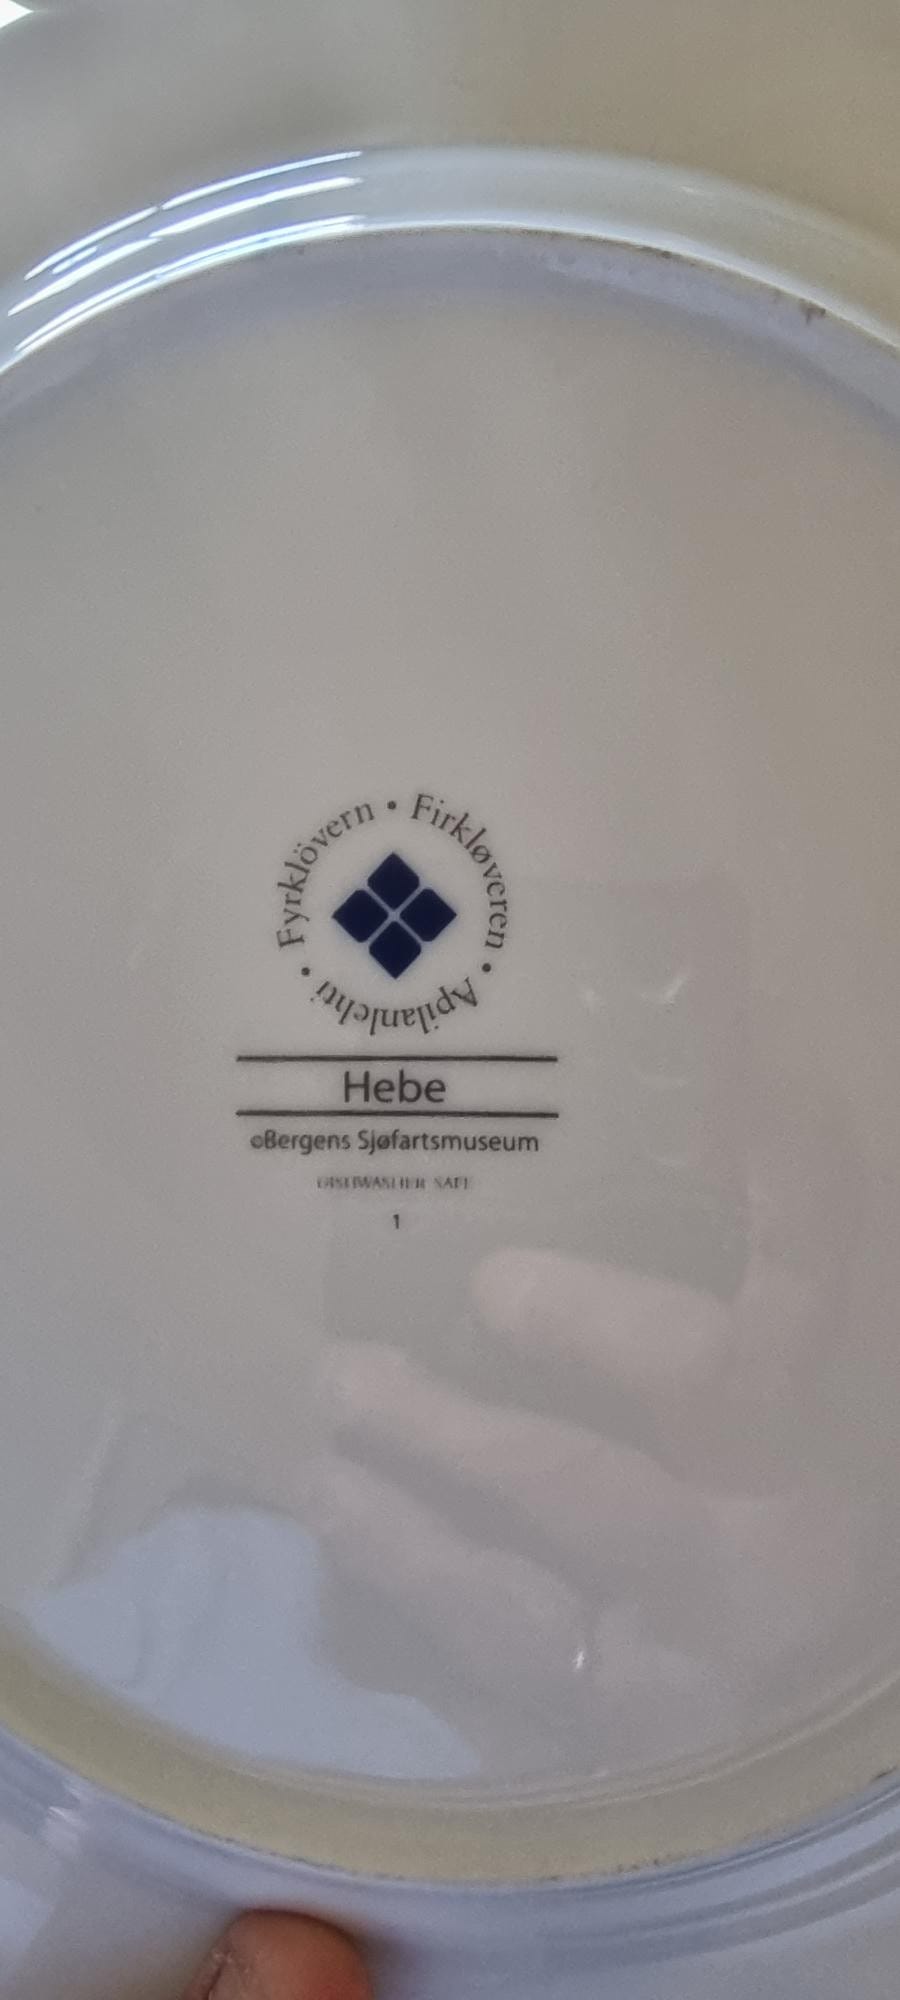 Fyrklövern • Firkløveren • Apilanlehti •
Hebe
©Bergens Sjøfartsmuseum
DISHWASHER SAFE
1